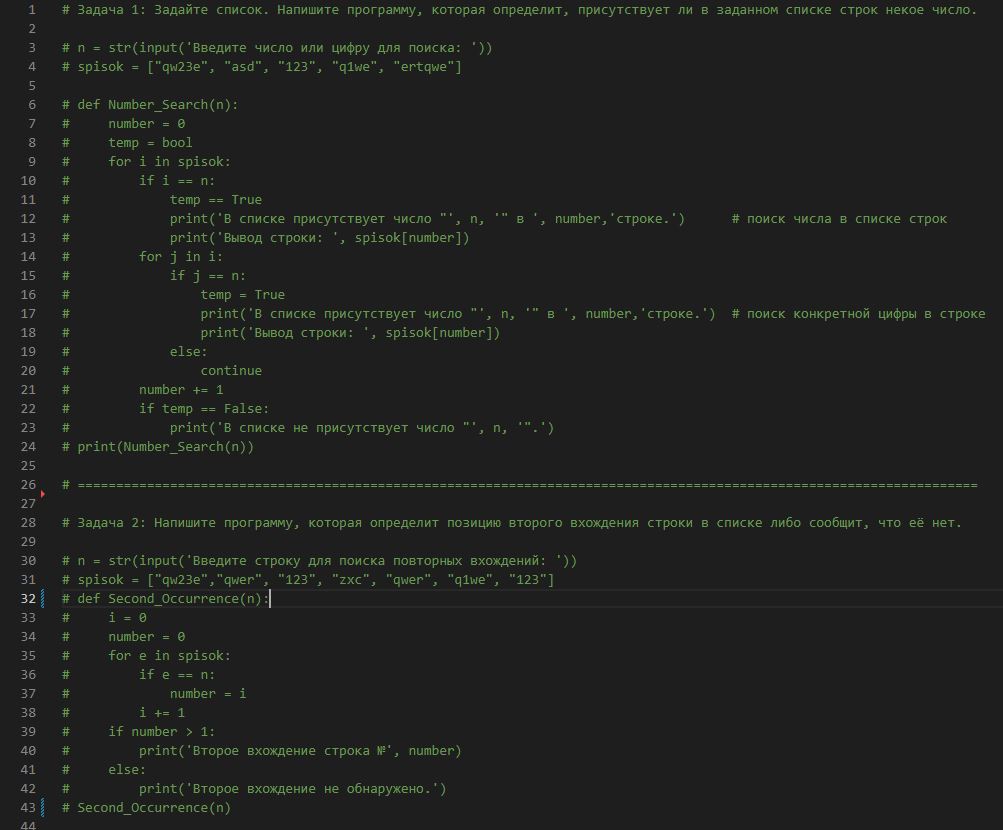 1 # Задача 1: Задайте список. Напишите программу, которая определит, присутствует ли в заданном списке строк некое число.
2
3 # n = str(input('Введите число или цифру для поиска: '))
4 # spisok = ["qw23e", "asd", "123", "q1we", "ertqwe"]
5
6 # def Number_Search(n):
7 #     number = 0
8 #     temp = bool
9 #     for i in spisok:
10 #         if i == n:
11 #             temp == True
12 #             print('В списке присутствует число "', n, '" в ', number,'строке.')      # поиск числа в списке строк
13 #             print('Вывод строки: ', spisok[number])
14 #         for j in i:
15 #             if j == n:
16 #                 temp = True
17 #                 print('В списке присутствует число "', n, '" в ', number,'строке.')  # поиск конкретной цифры в строке
18 #                 print('Вывод строки: ', spisok[number])
19 #             else:
20 #                 continue
21 #         number += 1
22 #         if temp == False:
23 #             print('В списке не присутствует число "', n, '".')
24 # print(Number_Search(n))
25
26 # =====================================================================================================================
27
28 # Задача 2: Напишите программу, которая определит позицию второго вхождения строки в списке либо сообщит, что её нет.
29
30 # n = str(input('Введите строку для поиска повторных вхождений: '))
31 # spisok = ["qw23e","qwer", "123", "zxc", "qwer", "q1we", "123"]
32 # def Second_Occurrence(n):
33 #     i = 0
34 #     number = 0
35 #     for e in spisok:
36 #         if e == n:
37 #             number = i
38 #         i += 1
39 #     if number > 1:
40 #         print('Второе вхождение строка №', number)
41 #     else:
42 #         print('Второе вхождение не обнаружено.')
43 # Second_Occurrence(n)
44